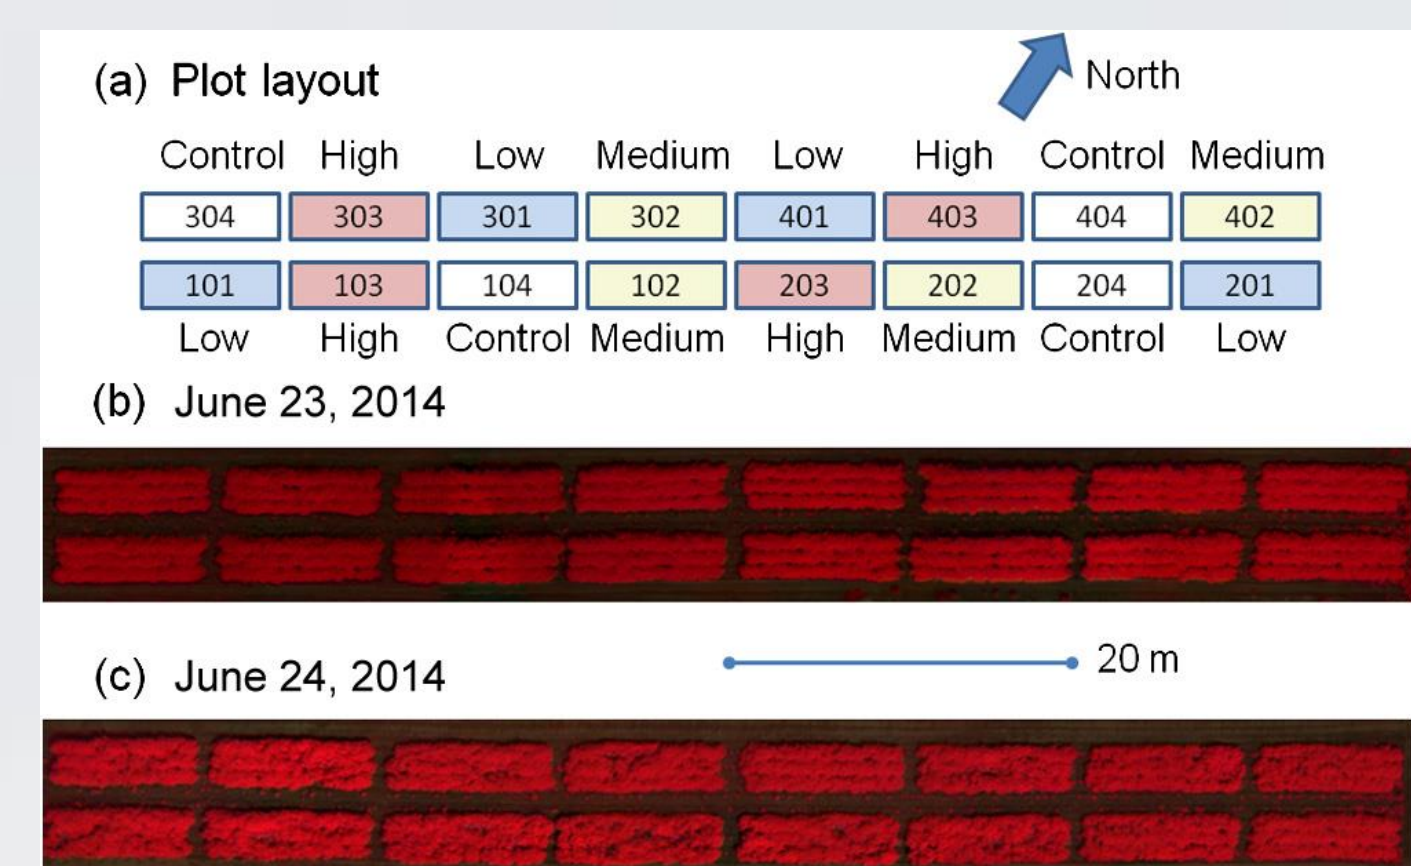 (a) Plot layout
North
Control High Low Medium Low High Control Medium
304 303 301 302 401 403 404 402
101 103 104 102 203 202 204 201
Low High Control Medium High Medium Control Low
(b) June 23, 2014
(c) June 24, 2014
20 m